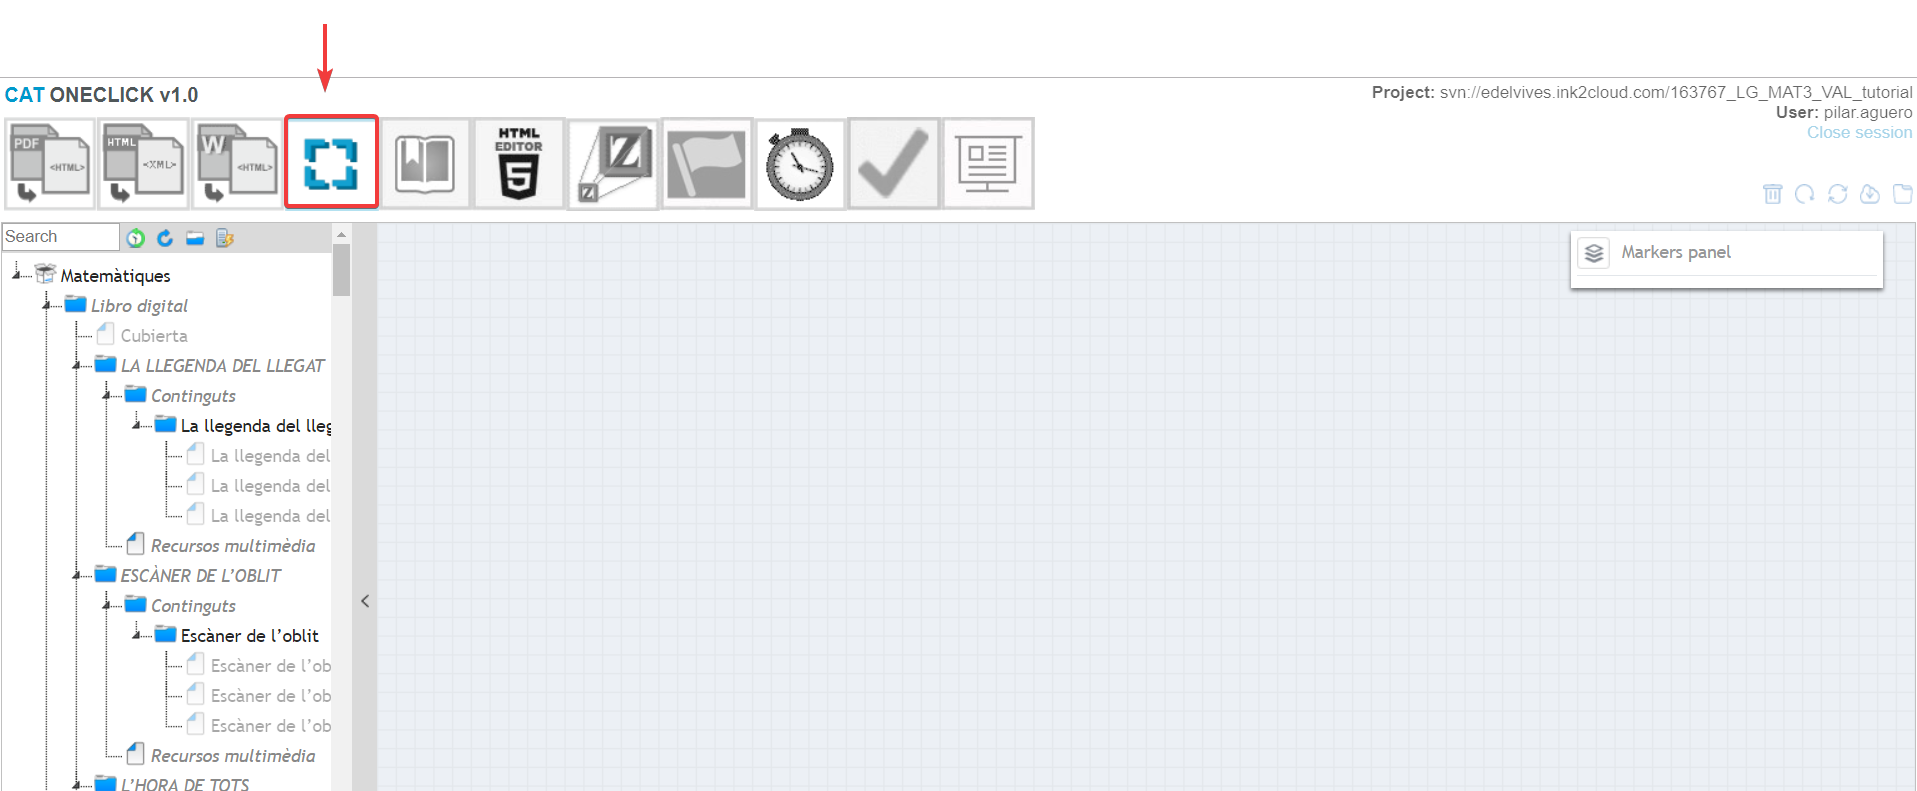 CAT ONECLICK v1.0
Project: svn://edelvives.ink2cloud.com/163767_LG_MAT3_VAL_tutorial
User: pilar.aguero
Close session
PDF <HTML>
HTML <XML>
W <HTML>
HTML
EDITOR
5
Z
Z
Search
Markers panel
Matemàtiques
Libro digital
Cubierta
LA LLEGENDA DEL LLEGAT
Continguts
La llegenda del lleg
La llegenda del
La llegenda del
La llegenda del
Recursos multimèdia
ESCÀNER DE L’OBLIT
Continguts
Escàner de l’oblit
Escàner de l’ob
Escàner de l’ob
Escàner de l’ob
Recursos multimèdia
L’HORA DE TOTS